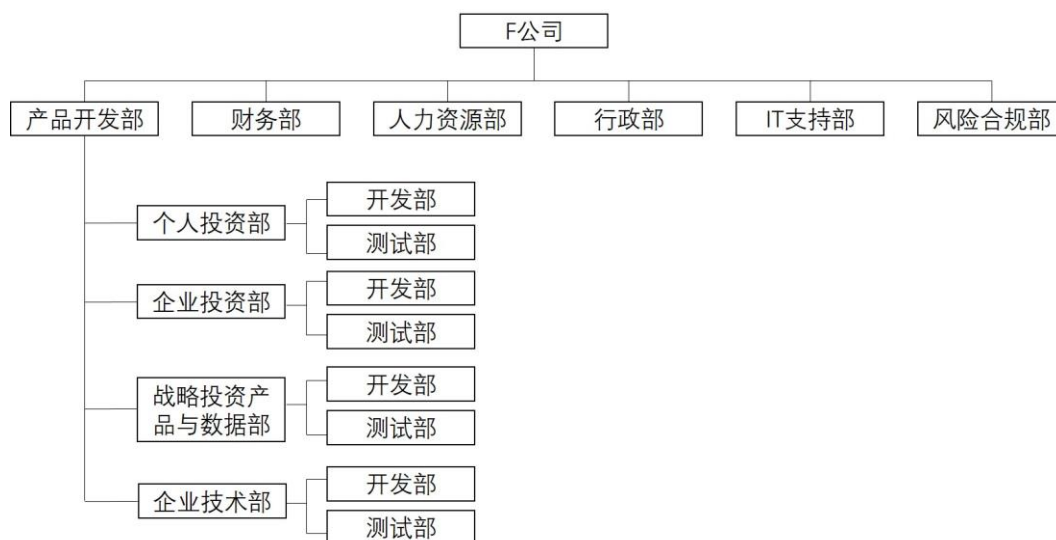 F公司
产品开发部
财务部
人力资源部
行政部
IT支持部
风险合规部
个人投资部
开发部
测试部
企业投资部
开发部
测试部
战略投资产
品与数据部
开发部
测试部
企业技术部
开发部
测试部